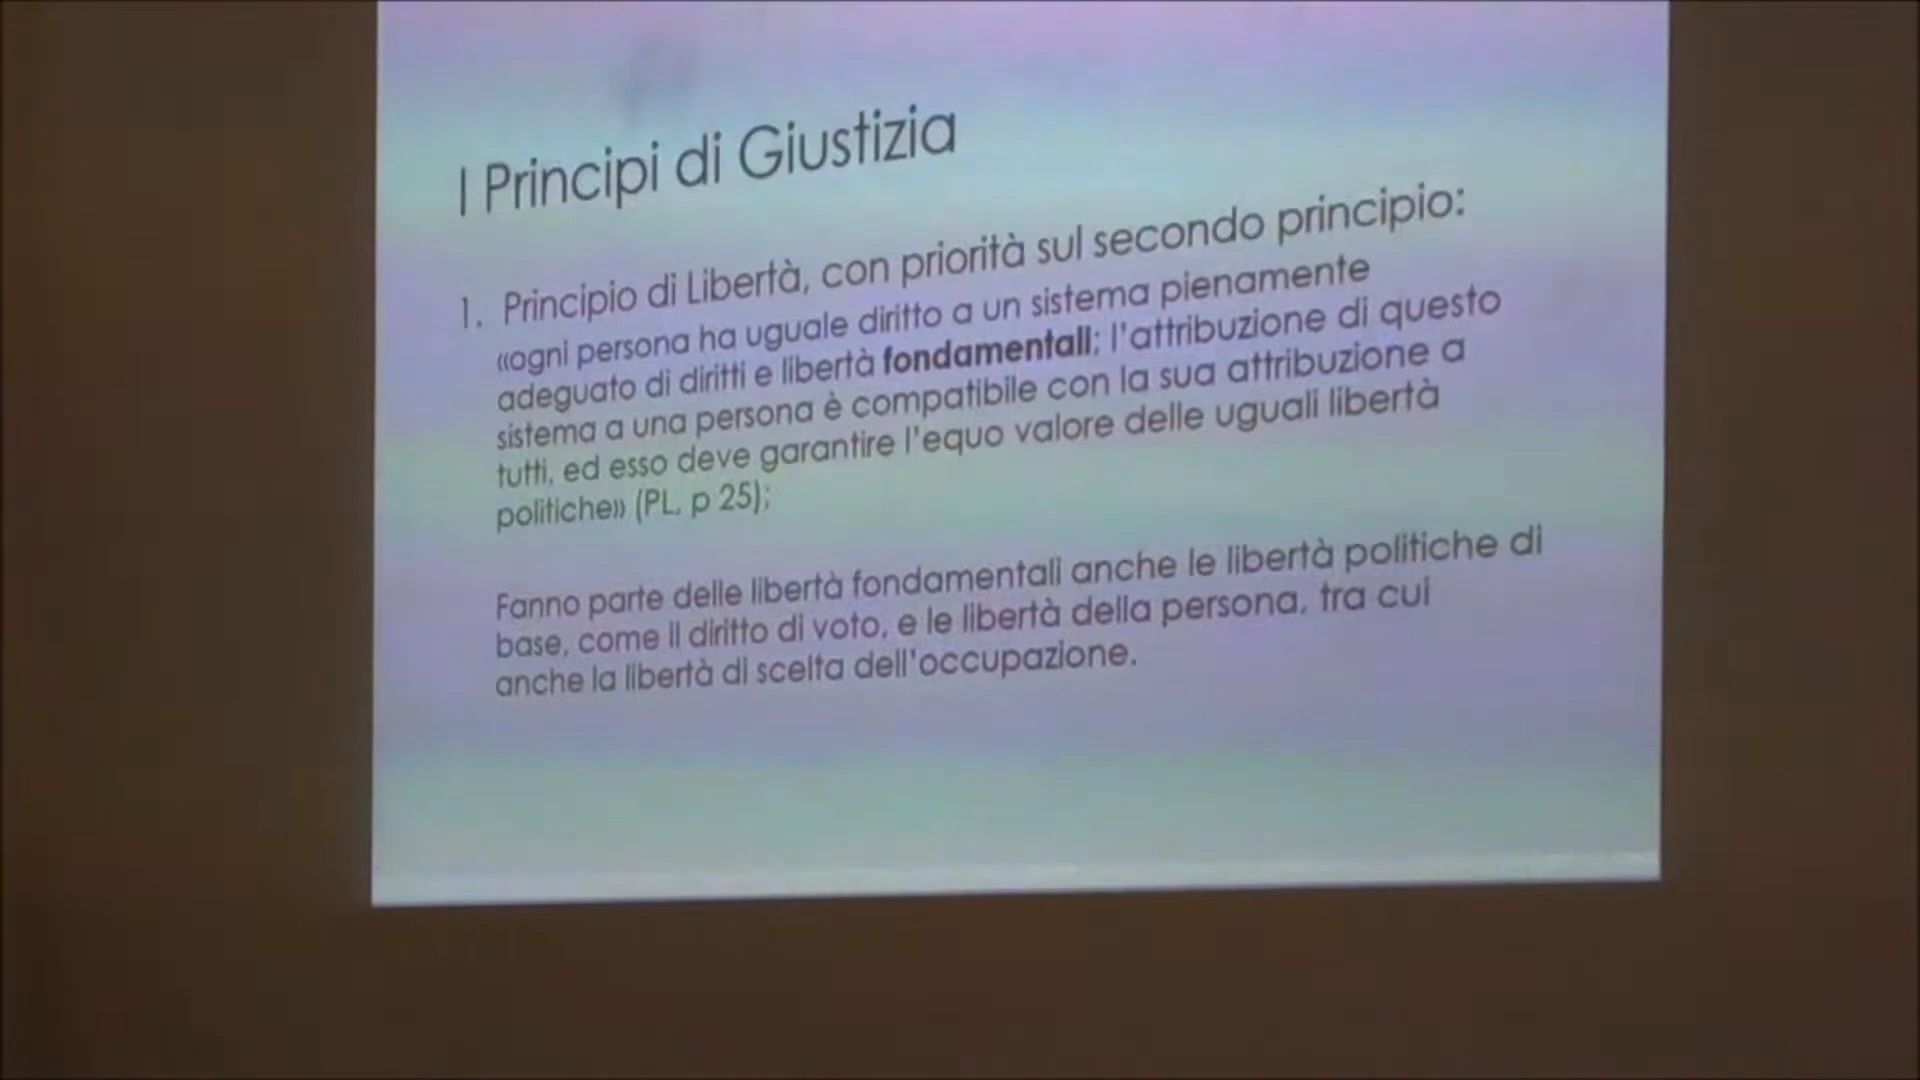 I Principi di Giustizia
1. Principio di Libertà, con priorità sul secondo principio:
«ogni persona ha uguale diritto a un sistema pienamente
adeguato di diritti e libertà fondamentali; l'attribuzione di questo
sistema a una persona è compatibile con la sua attribuzione a
tutti, ed esso deve garantire l'equo valore delle uguali libertà
politiche» (PL, p 25);
Fanno parte delle libertà fondamentali anche le libertà politiche di
base, come il diritto di voto, e le libertà della persona, tra cui
anche la libertà di scelta dell'occupazione.